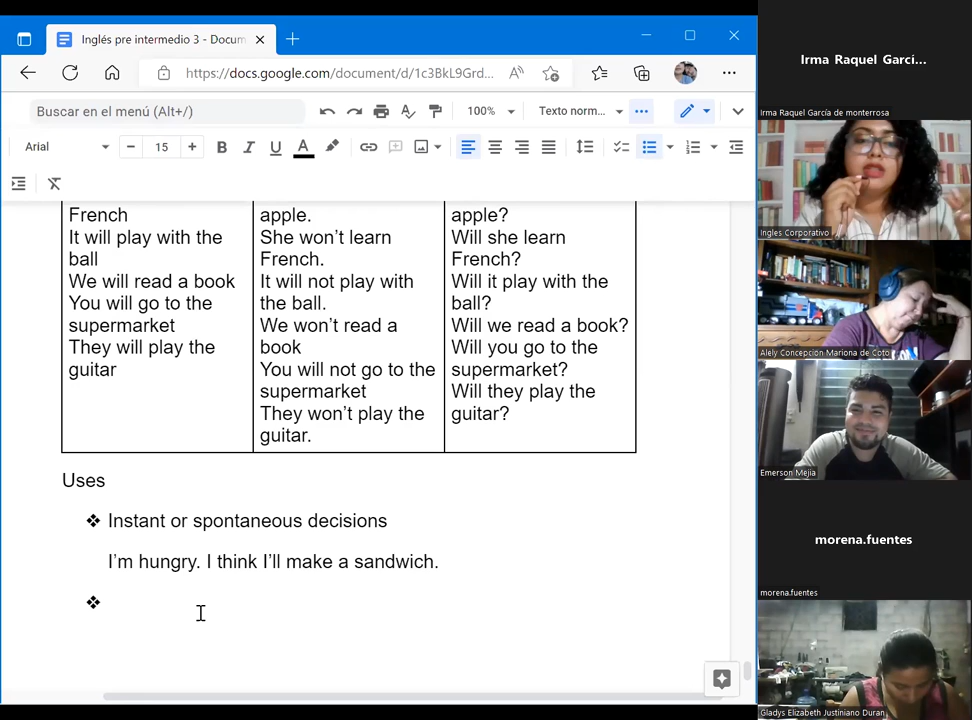 Inglés pre intermedio 3 - Docum
https://docs.google.com/document/d/1c3BkL9Grd...
Buscar en el menú (Alt+/)
100%
Texto norm...
Arial
15
French
It will play with the
ball
We will read a book
You will go to the
supermarket
They will play the
guitar
apple.
She won't learn
French.
It will not play with
the ball.
We won't read a
book
You will not go to the
supermarket
They won't play the
guitar.
apple?
Will she learn
French?
Will it play with the
ball?
Will we read a book?
Will you go to the
supermarket?
Will they play the
guitar?
Uses
❖ Instant or spontaneous decisions
I'm hungry. I think I'll make a sandwich.
❖
Irma Raquel Garcí...
Irma Raquel García de monterrosa
Ingles Corporativo
Alely Concepción Mariona de Coto
Emerson Mejia
morena.fuentes
morena.fuentes
Gladys Elizabeth Justiniano Duran